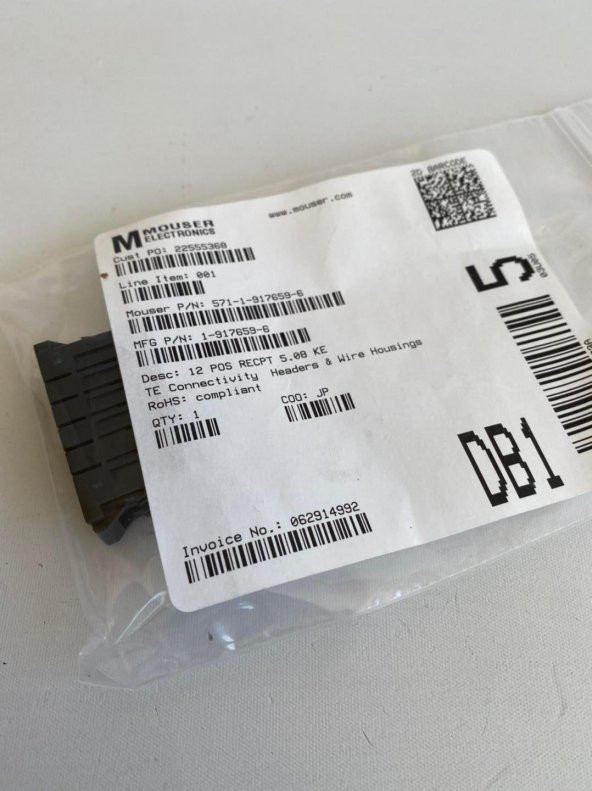 MOUSER
ELECTRONICS
www.mouser.com
2D BARCODE
Cust PO: 22555368
Line Item: 001
Mouser P/N: 571-1-917659-6
MFG P/N: 1-917659-6
Desc: 12 POS RECPT 5.08 KE
TE Connectivity Headers & Wire Housings
RoHS: compliant
QTY: 1
COO: JP
Invoice No.: 062914992
5
DB1